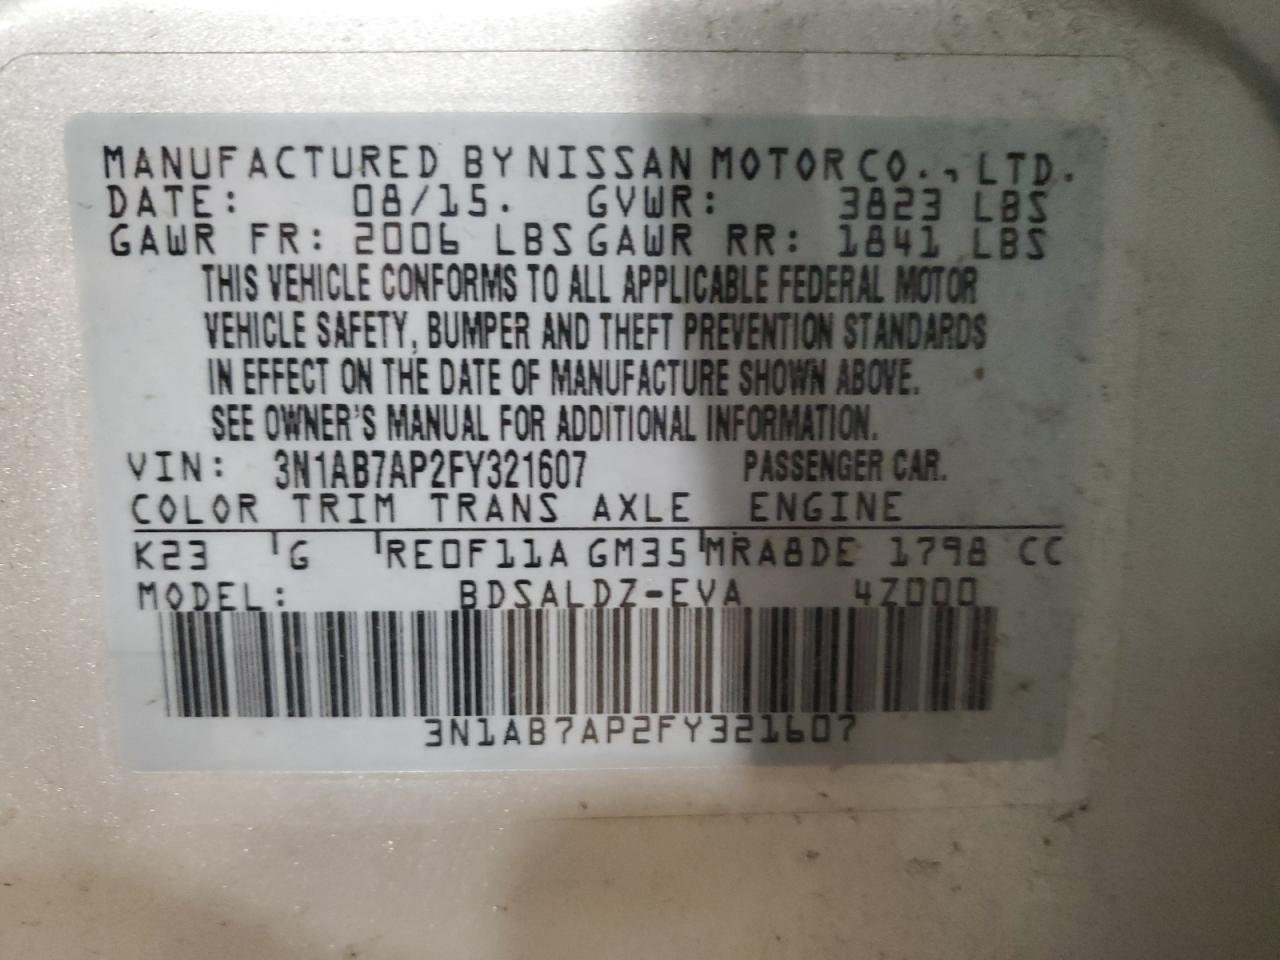 MANUFACTURED BY NISSAN MOTOR CO., LTD.
DATE: 08/15. GVWR: 3823 LBS
GAWR FR: 2006 LBS GAWR RR: 1841 LBS
THIS VEHICLE CONFORMS TO ALL APPLICABLE FEDERAL MOTOR
VEHICLE SAFETY, BUMPER AND THEFT PREVENTION STANDARDS
IN EFFECT ON THE DATE OF MANUFACTURE SHOWN ABOVE.
SEE OWNER'S MANUAL FOR ADDITIONAL INFORMATION.
VIN: 3N1AB7AP2FY321607 PASSENGER CAR.
COLOR TRIM TRANS AXLE ENGINE
K23 G RE0F11A GM35 MRA8DE 1798 CC
MODEL: BDSALDZ-EVA 4Z000
3N1AB7AP2FY321607